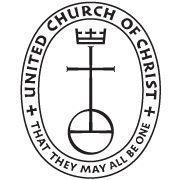 UNITED CHURCH OF CHRIST
THAT THEY MAY ALL BE ONE